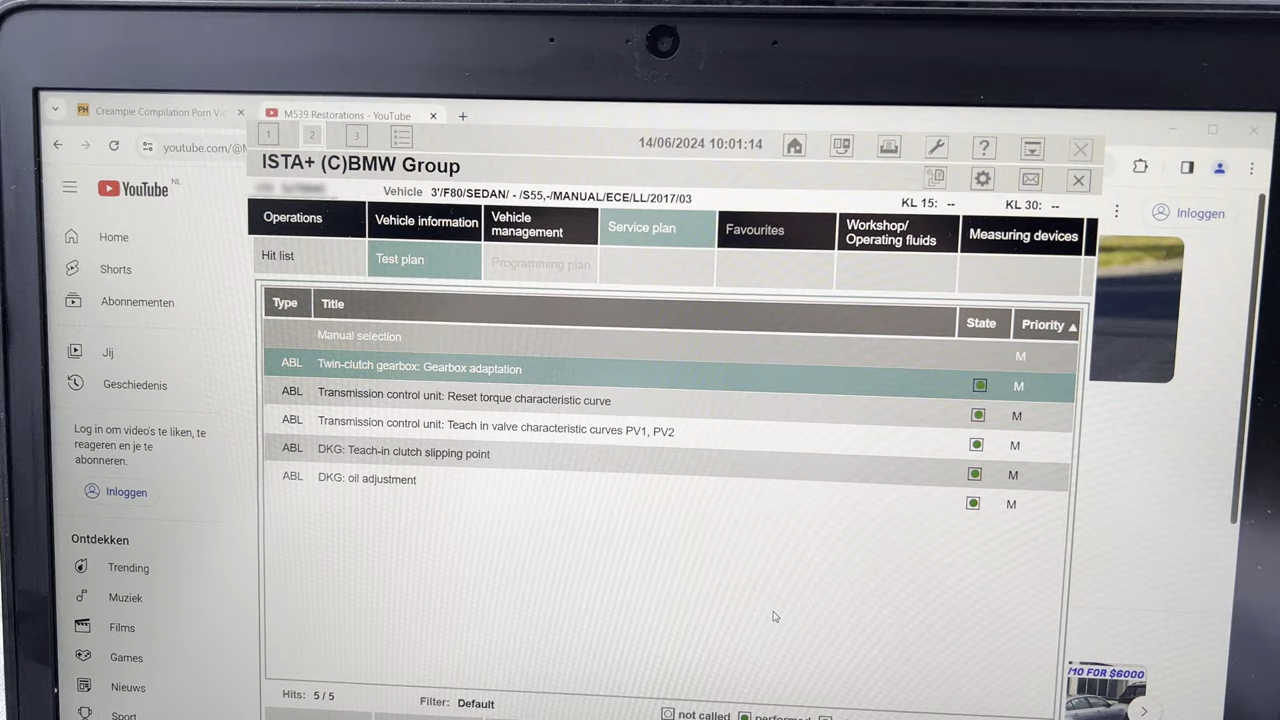 PH Creampie Compilation Porn Vi
M539 Restorations - YouTube
youtube.com/@M
1 2 3
14/06/2024 10:01:14
ISTA+ (C)BMW Group
Vehicle 3'/F80/SEDAN/ - /S55,-/MANUAL/ECE/LL/2017/03
KL 15: --
KL 30: --
YouTube NL
Inloggen
Operations
Vehicle information
Vehicle management
Service plan
Favourites
Workshop/ Operating fluids
Measuring devices
Hit list
Test plan
Programming plan
Type Title State Priority ▲
Manual selection M
ABL Twin-clutch gearbox: Gearbox adaptation M
ABL Transmission control unit: Reset torque characteristic curve M
ABL Transmission control unit: Teach in valve characteristic curves PV1, PV2 M
ABL DKG: Teach-in clutch slipping point M
ABL DKG: oil adjustment M
Hits: 5 / 5
Filter: Default
not called performed
Home
Shorts
Abonnementen
Jij
Geschiedenis
Log in om video's te liken, te
reageren en je te
abonneren.
Inloggen
Ontdekken
Trending
Muziek
Films
Games
Nieuws
Sport
/10 FOR $6000